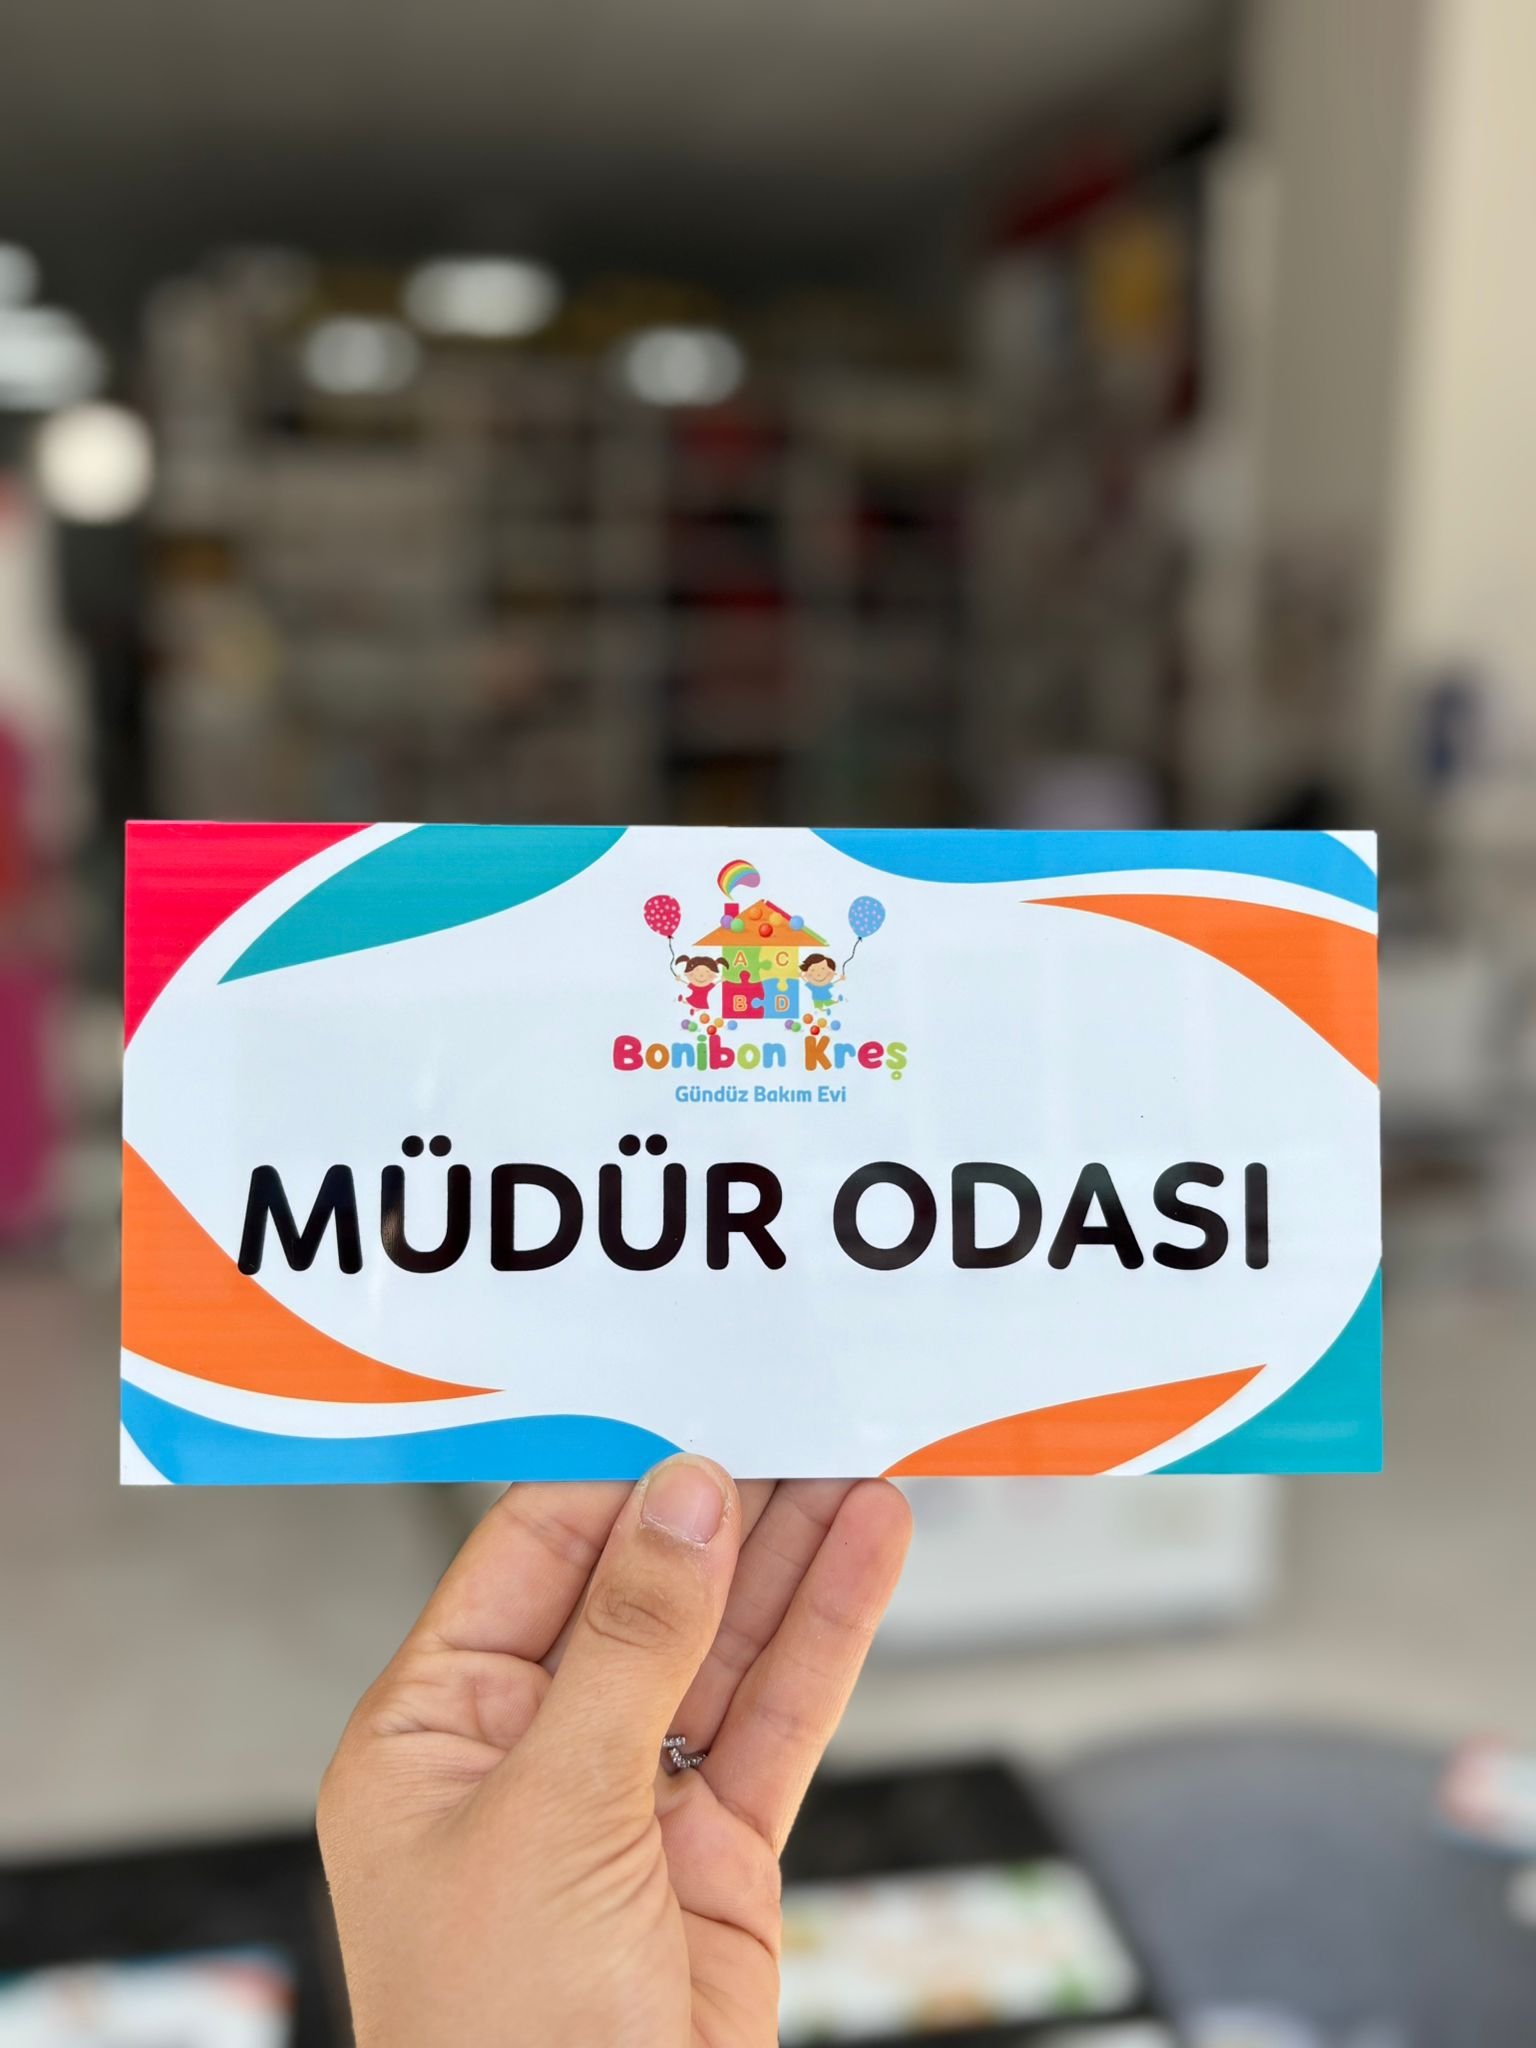 A C
B D
Bonibon Kreş
Gündüz Bakım Evi
MÜDÜR ODASI